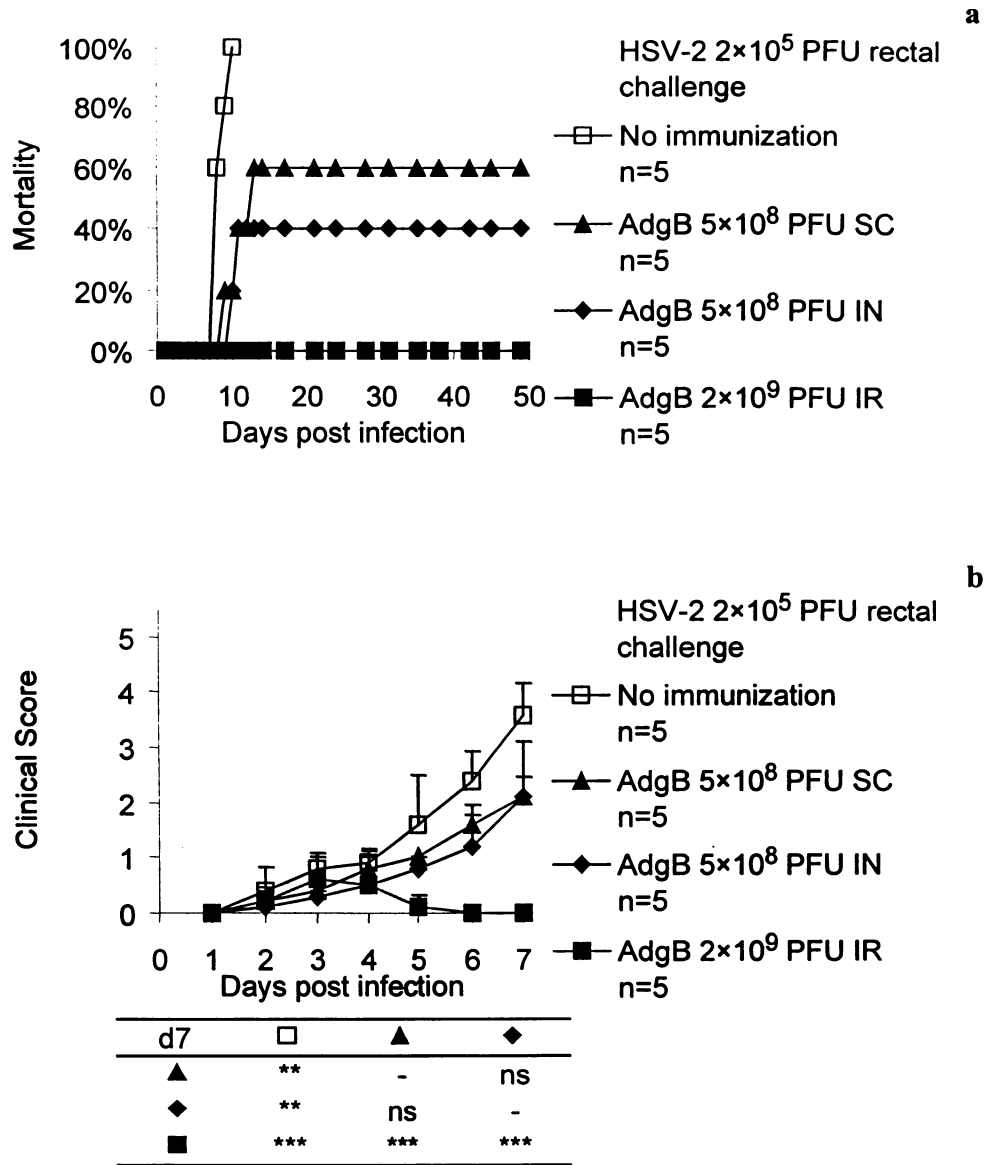 a
100%
80%
60%
40%
20%
0%
Mortality
0 10 20 30 40 50
Days post infection
HSV-2 2×10⁵ PFU rectal
challenge
No immunization
n=5
AdgB 5×10⁸ PFU SC
n=5
AdgB 5×10⁸ PFU IN
n=5
AdgB 2×10⁹ PFU IR
n=5
b
5
4
3
2
1
0
Clinical Score
0 1 2 3 4 5 6 7
Days post infection
HSV-2 2×10⁵ PFU rectal
challenge
No immunization
n=5
AdgB 5×10⁸ PFU SC
n=5
AdgB 5×10⁸ PFU IN
n=5
AdgB 2×10⁹ PFU IR
n=5
d7 □ ▲ ◆
▲ ** - ns
◆ ** ns -
■ *** *** ***